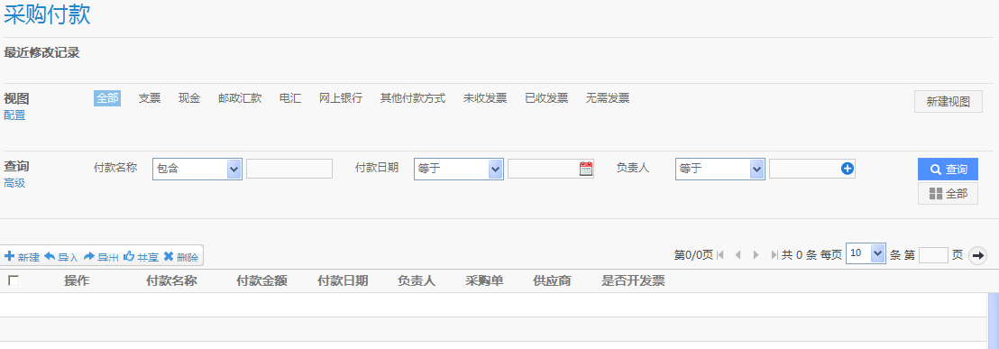 采购付款
最近修改记录
视图 全部 支票 现金 邮政汇款 电汇 网上银行 其他付款方式 未收发票 已收发票 无需发票 新建视图
配置
查询 付款名称 包含 付款日期 等于 负责人 等于 查询
高级 全部
新建 导入 导出 共享 删除 第0/0页 共 0 条 每页 10 条 第 页
操作 付款名称 付款金额 付款日期 负责人 采购单 供应商 是否开发票